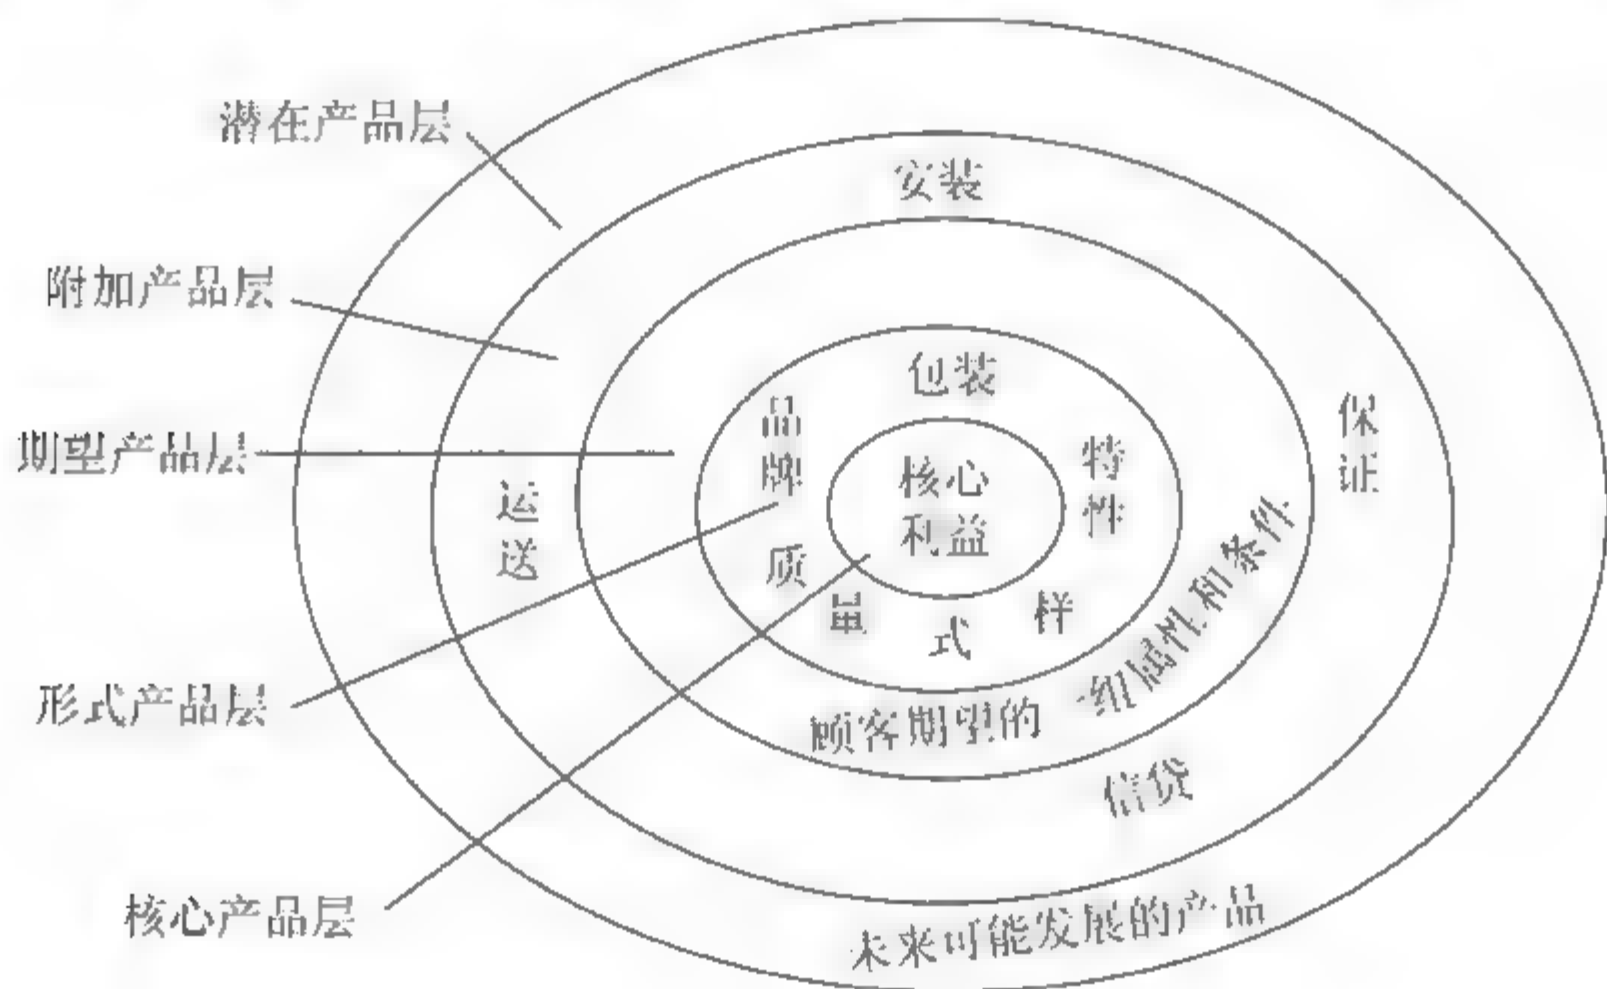 潜在产品层
附加产品层
期望产品层
形式产品层
核心产品层
安装
运送
保证
信贷
包装
品牌
特性
质量
式样
核心
利益
顾客期望的一组属性和条件
未来可能发展的产品